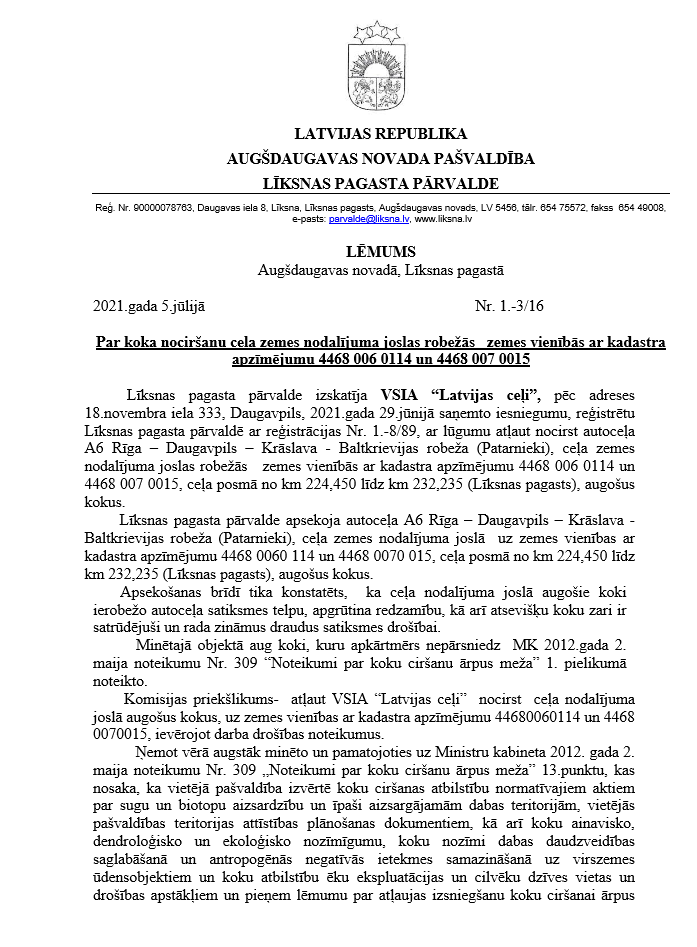 LATVIJAS REPUBLIKA
AUGŠDAUGAVAS NOVADA PAŠVALDĪBA
LĪKSNAS PAGASTA PĀRVALDE
Reģ. Nr. 90000078763, Daugavas iela 8, Līksna, Līksnas pagasts, Augšdaugavas novads, LV 5456, tālr. 654 75572, fakss 654 49008,
e-pasts: parvalde@liksna.lv, www.liksna.lv
LĒMUMS
Augšdaugavas novadā, Līksnas pagastā
2021.gada 5.jūlijā Nr. 1.-3/16
Par koka nociršanu ceļa zemes nodalījuma joslas robežās zemes vienībās ar kadastra
apzīmējumu 4468 006 0114 un 4468 007 0015
Līksnas pagasta pārvalde izskatīja VSIA “Latvijas ceļi”, pēc adreses
18.novembra iela 333, Daugavpils, 2021.gada 29.jūnijā saņemto iesniegumu, reģistrētu
Līksnas pagasta pārvaldē ar reģistrācijas Nr. 1.-8/89, ar lūgumu atļaut nocirst autoceļa
A6 Rīga – Daugavpils – Krāslava - Baltkrievijas robeža (Patarnieki), ceļa zemes
nodalījuma joslas robežās zemes vienībās ar kadastra apzīmējumu 4468 006 0114 un
4468 007 0015, ceļa posmā no km 224,450 līdz km 232,235 (Līksnas pagasts), augošus
kokus.
Līksnas pagasta pārvalde apsekoja autoceļa A6 Rīga – Daugavpils – Krāslava -
Baltkrievijas robeža (Patarnieki), ceļa zemes nodalījuma joslā uz zemes vienības ar
kadastra apzīmējumu 4468 0060 114 un 4468 0070 015, ceļa posmā no km 224,450 līdz
km 232,235 (Līksnas pagasts), augošus kokus.
Apsekošanas brīdī tika konstatēts, ka ceļa nodalījuma joslā augošie koki
ierobežo autoceļa satiksmes telpu, apgrūtina redzamību, kā arī atsevišķu koku zari ir
satrūdējuši un rada zināmus draudus satiksmes drošībai.
Minētajā objektā aug koki, kuru apkārtmērs nepārsniedz MK 2012.gada 2.
maija noteikumu Nr. 309 “Noteikumi par koku ciršanu ārpus meža” 1. pielikumā
noteikto.
Komisijas priekšlikums- atļaut VSIA “Latvijas ceļi” nocirst ceļa nodalījuma
joslā augošus kokus, uz zemes vienības ar kadastra apzīmējumu 44680060114 un 4468
0070015, ievērojot darba drošības noteikumus.
Ņemot vērā augstāk minēto un pamatojoties uz Ministru kabineta 2012. gada 2.
maija noteikumu Nr. 309 ,,Noteikumi par koku ciršanu ārpus meža” 13.punktu, kas
nosaka, ka vietējā pašvaldība izvērtē koku ciršanas atbilstību normatīvajiem aktiem
par sugu un biotopu aizsardzību un īpaši aizsargājamām dabas teritorijām, vietējās
pašvaldības teritorijas attīstības plānošanas dokumentiem, kā arī koku ainavisko,
dendroloģisko un ekoloģisko nozīmīgumu, koku nozīmi dabas daudzveidības
saglabāšanā un antropogēnās negatīvās ietekmes samazināšanā uz virszemes
ūdensobjektiem un koku atbilstību ēku ekspluatācijas un cilvēku dzīves vietas un
drošības apstākļiem un pieņem lēmumu par atļaujas izsniegšanu koku ciršanai ārpus